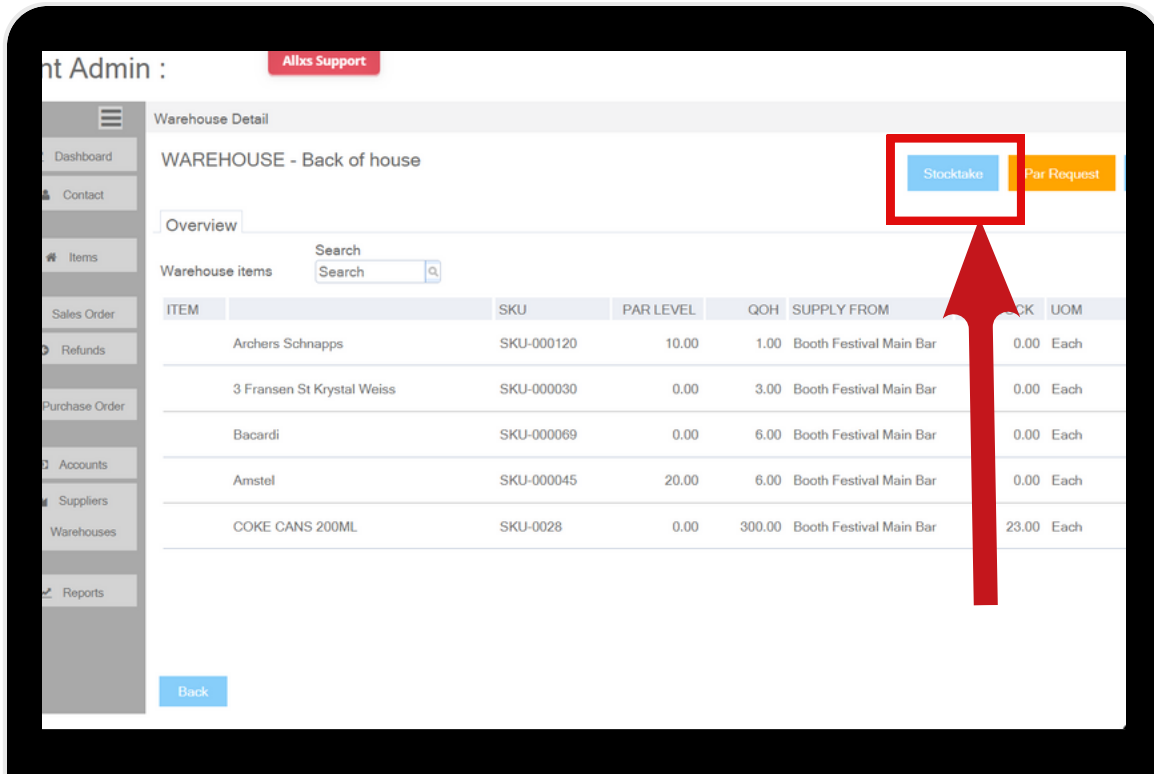 nt Admin :
Allxs Support
Warehouse Detail
Dashboard
WAREHOUSE - Back of house
Stocktake
Par Request
Contact
Overview
Items
Search
Warehouse items
Search
Sales Order
ITEM SKU PAR LEVEL QOH SUPPLY FROM CK UOM
Refunds
Archers Schnapps SKU-000120 10.00 1.00 Booth Festival Main Bar 0.00 Each
3 Fransen St Krystal Weiss SKU-000030 0.00 3.00 Booth Festival Main Bar 0.00 Each
Purchase Order
Bacardi SKU-000069 0.00 6.00 Booth Festival Main Bar 0.00 Each
Accounts
Amstel SKU-000045 20.00 6.00 Booth Festival Main Bar 0.00 Each
Suppliers
COKE CANS 200ML SKU-0028 0.00 300.00 Booth Festival Main Bar 23.00 Each
Warehouses
Reports
Back